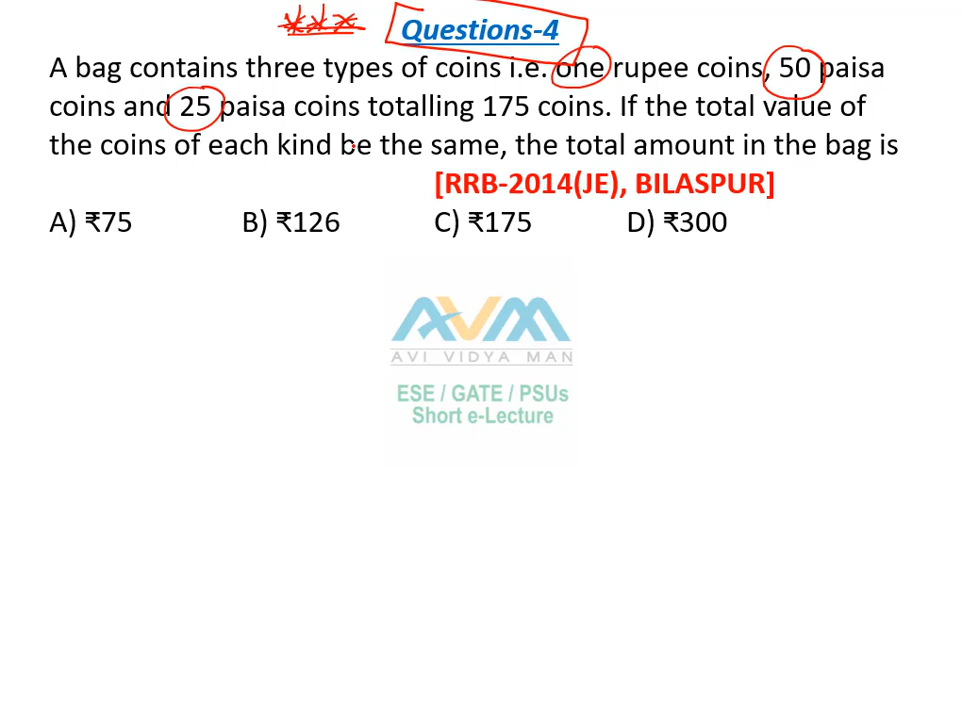 Questions-4
A bag contains three types of coins i.e. one rupee coins, 50 paisa
coins and 25 paisa coins totalling 175 coins. If the total value of
the coins of each kind be the same, the total amount in the bag is
[RRB-2014(JE), BILASPUR]
A) ₹75 B) ₹126 C) ₹175 D) ₹300
AVM
AVI VIDYA MAN
ESE / GATE / PSUs
Short e-Lecture